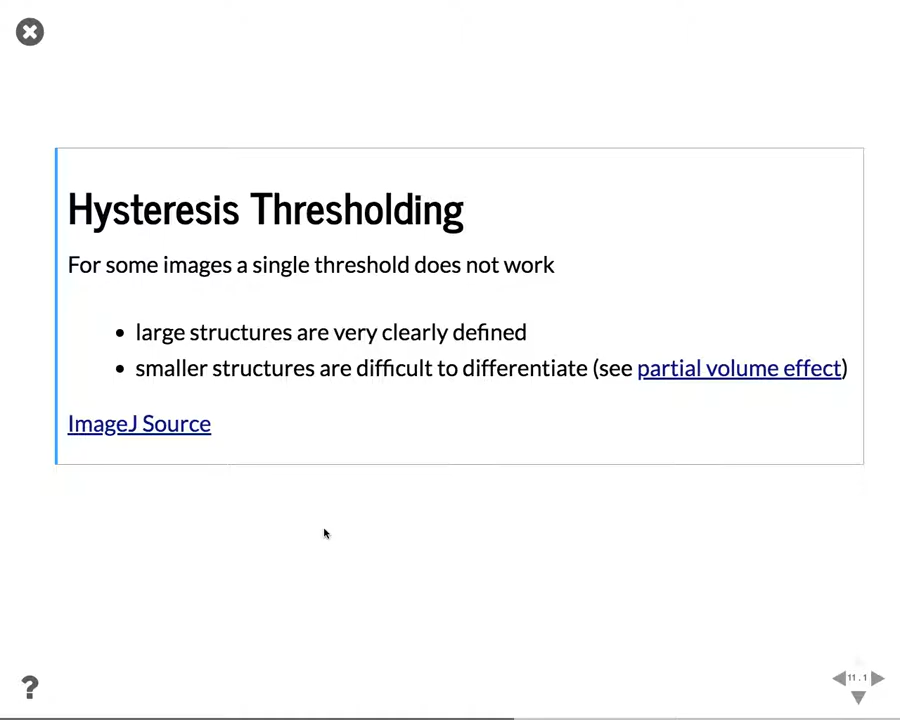 Hysteresis Thresholding
For some images a single threshold does not work
• large structures are very clearly defined
• smaller structures are difficult to differentiate (see partial volume effect)
ImageJ Source
?
11.1